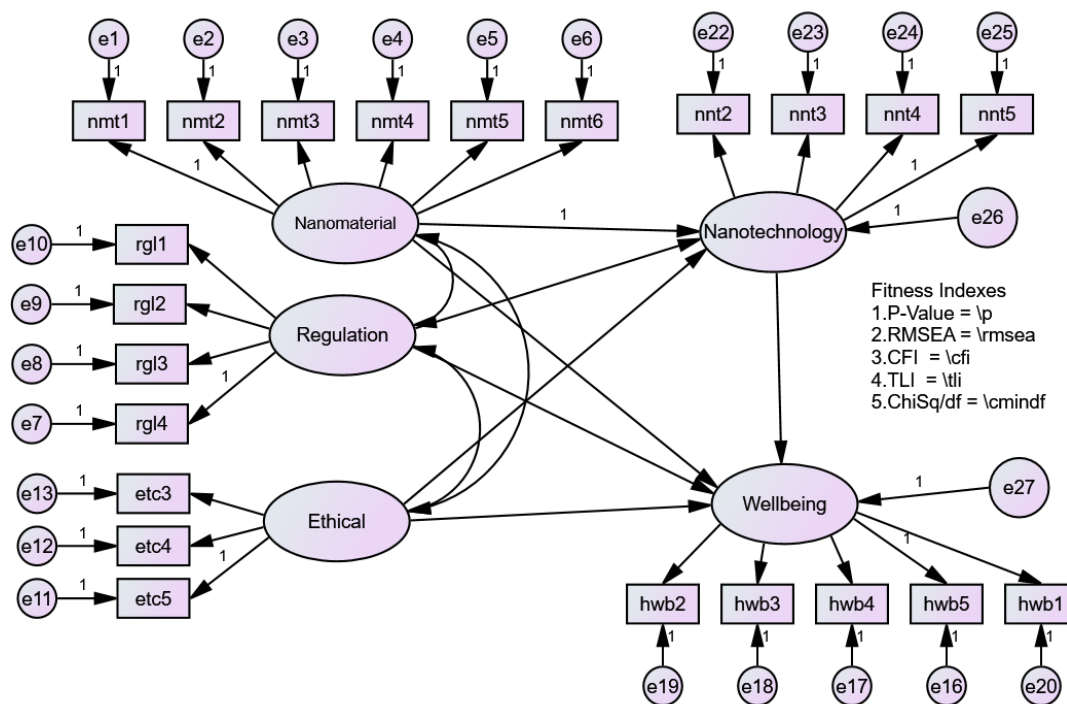 e1 e2 e3 e4 e5 e6 e22 e23 e24 e25
1 1 1 1 1 1 1 1 1 1
nmt1 nmt2 nmt3 nmt4 nmt5 nmt6 nnt2 nnt3 nnt4 nnt5
1 1
Nanomaterial 1 Nanotechnology 1 e26
e10 1 rgl1
e9 1 rgl2
Regulation
e8 1 rgl3
1
e7 1 rgl4
Fitness Indexes
1.P-Value = \p
2.RMSEA = \rmsea
3.CFI = \cfi
4.TLI = \tli
5.ChiSq/df = \cmindf
e13 1 etc3
Ethical
e12 1 etc4
1
e11 1 etc5
Wellbeing 1 e27
hwb2 hwb3 hwb4 hwb5 hwb1
1 1 1 1 1
e19 e18 e17 e16 e20